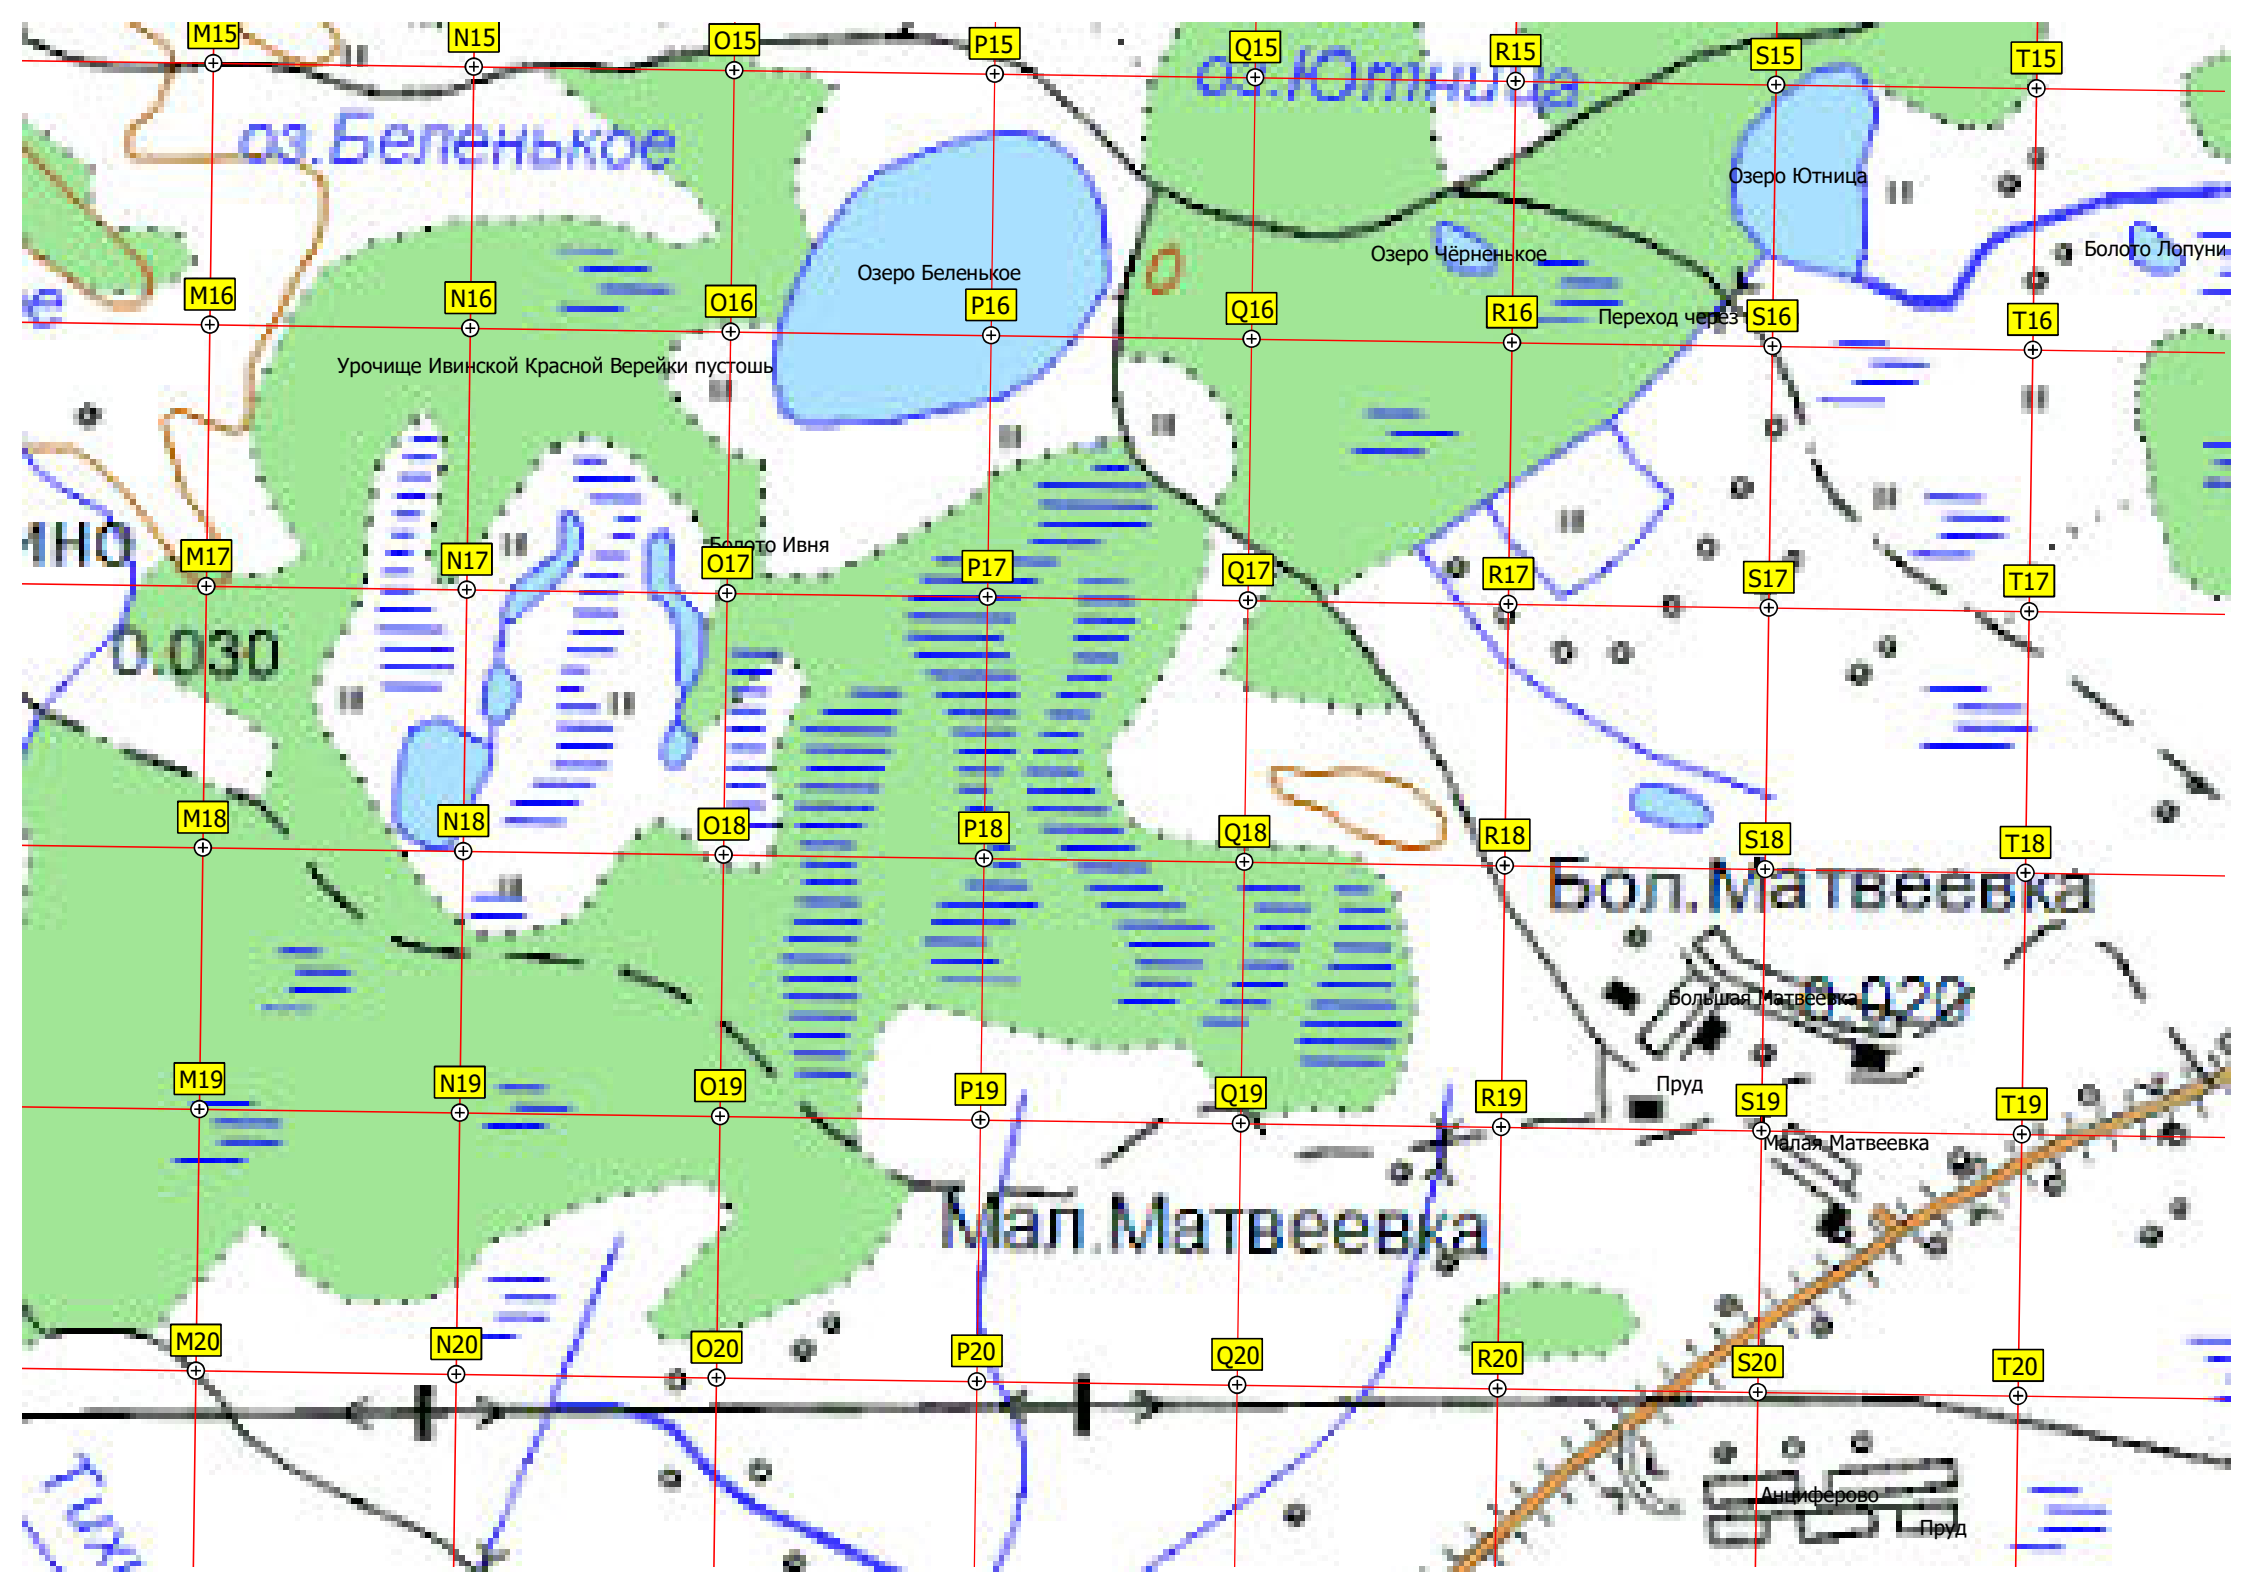 M15 N15 O15 P15 Q15 R15 S15 T15
оз.Ютница
оз.Беленькое
Озеро Ютница
Озеро Беленькое
Озеро Чёрненькое
Болото Лопуни
M16 N16 O16 P16 Q16 R16 S16 T16
Переход через
Урочище Ивинской Красной Верейки пустошь
Болото Ивня
M17 N17 O17 P17 Q17 R17 S17 T17
0.030
M18 N18 O18 P18 Q18 R18 S18 T18
Бол.Матвеевка
Большая Матвеевка
0.020
Пруд
M19 N19 O19 P19 Q19 R19 S19 T19
Малая Матвеевка
Мал.Матвеевка
M20 N20 O20 P20 Q20 R20 S20 T20
Анциферово
Пруд